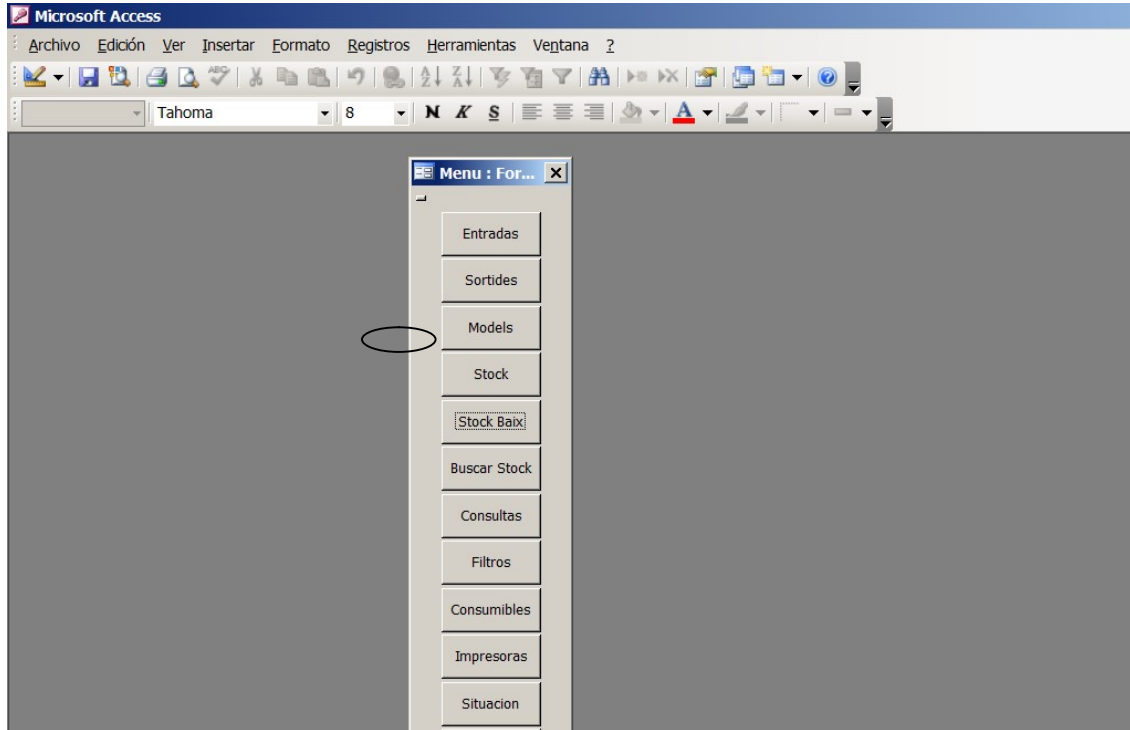 Microsoft Access
Archivo Edición Ver Insertar Formato Registros Herramientas Ventana ?
Tahoma 8 N K S A
Menu : For...
Entradas
Sortides
Models
Stock
Stock Baix
Buscar Stock
Consultas
Filtros
Consumibles
Impresoras
Situacion